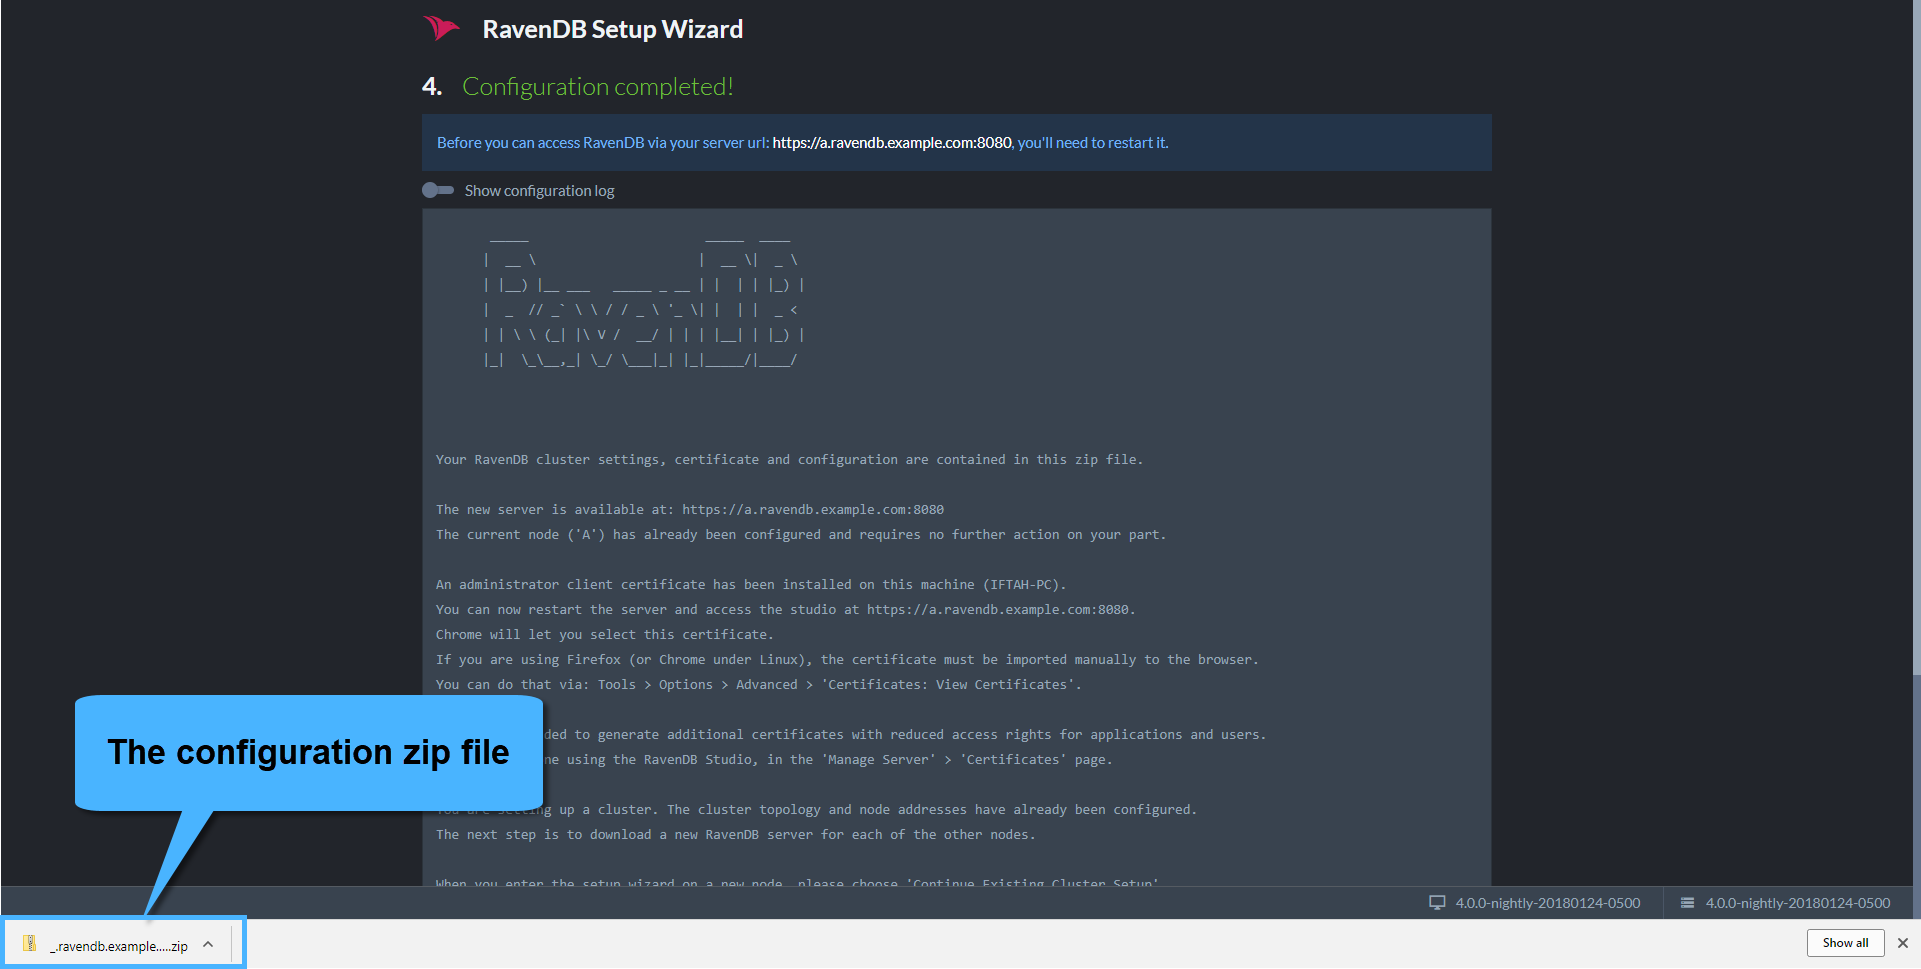 RavenDB Setup Wizard
4. Configuration completed!
Before you can access RavenDB via your server url: https://a.ravendb.example.com:8080, you'll need to restart it.
Show configuration log
Your RavenDB cluster settings, certificate and configuration are contained in this zip file.
The new server is available at: https://a.ravendb.example.com:8080
The current node ('A') has already been configured and requires no further action on your part.
An administrator client certificate has been installed on this machine (IFTAH-PC).
You can now restart the server and access the studio at https://a.ravendb.example.com:8080.
Chrome will let you select this certificate.
If you are using Firefox (or Chrome under Linux), the certificate must be imported manually to the browser.
You can do that via: Tools > Options > Advanced > 'Certificates: View Certificates'.
to generate additional certificates with reduced access rights for applications and users.
using the RavenDB Studio, in the 'Manage Server' > 'Certificates' page.
up a cluster. The cluster topology and node addresses have already been configured.
The next step is to download a new RavenDB server for each of the other nodes.
When you enter the setup wizard on a new node, please choose 'Continue Existing Cluster Setup'
The configuration zip file
4.0.0-nightly-20180124-0500 4.0.0-nightly-20180124-0500
_.ravendb.example.....zip
Show all